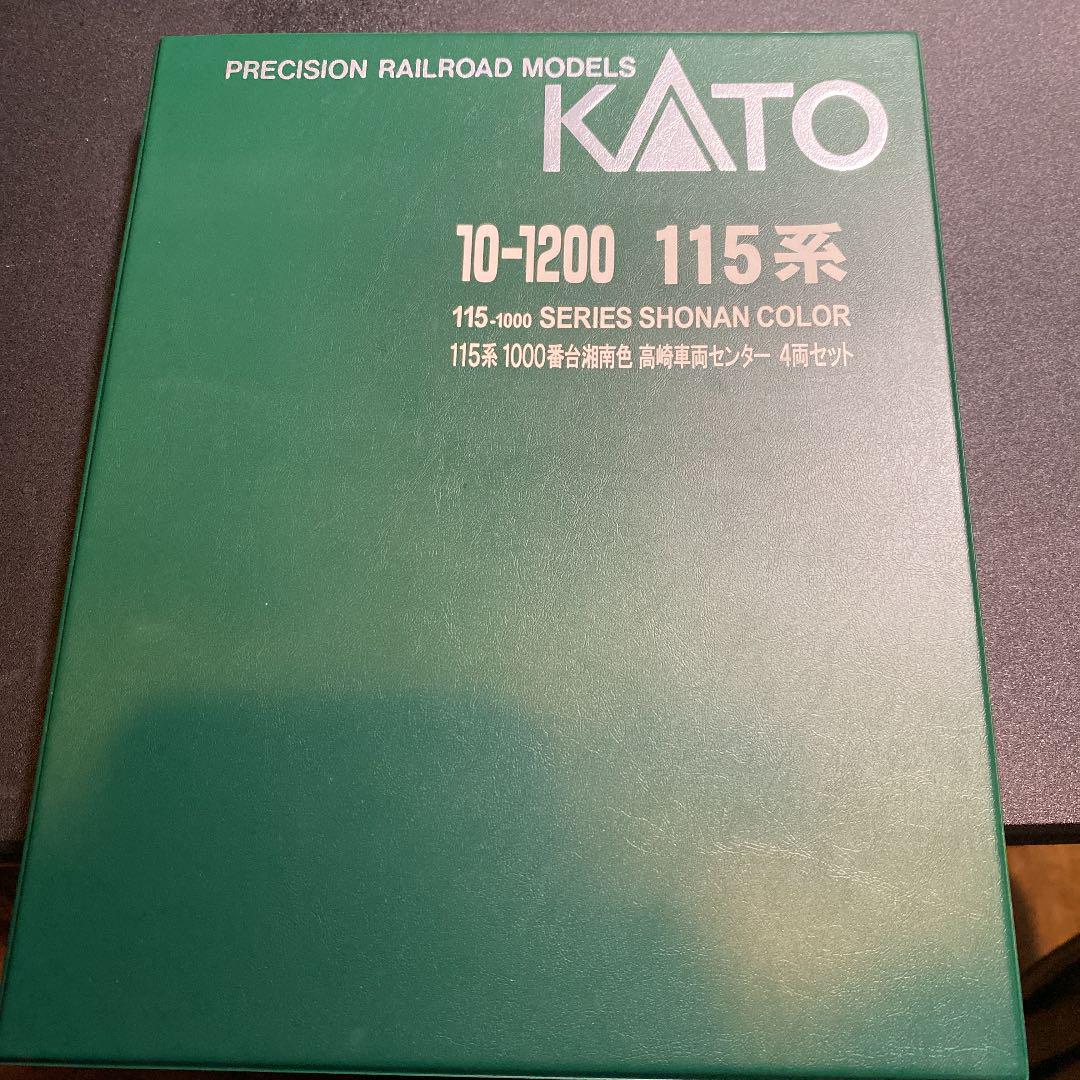 PRECISION RAILROAD MODELS
KATO
10-1200 115系
115-1000 SERIES SHONAN COLOR
115系 1000番台湘南色 高崎車両センター 4両セット